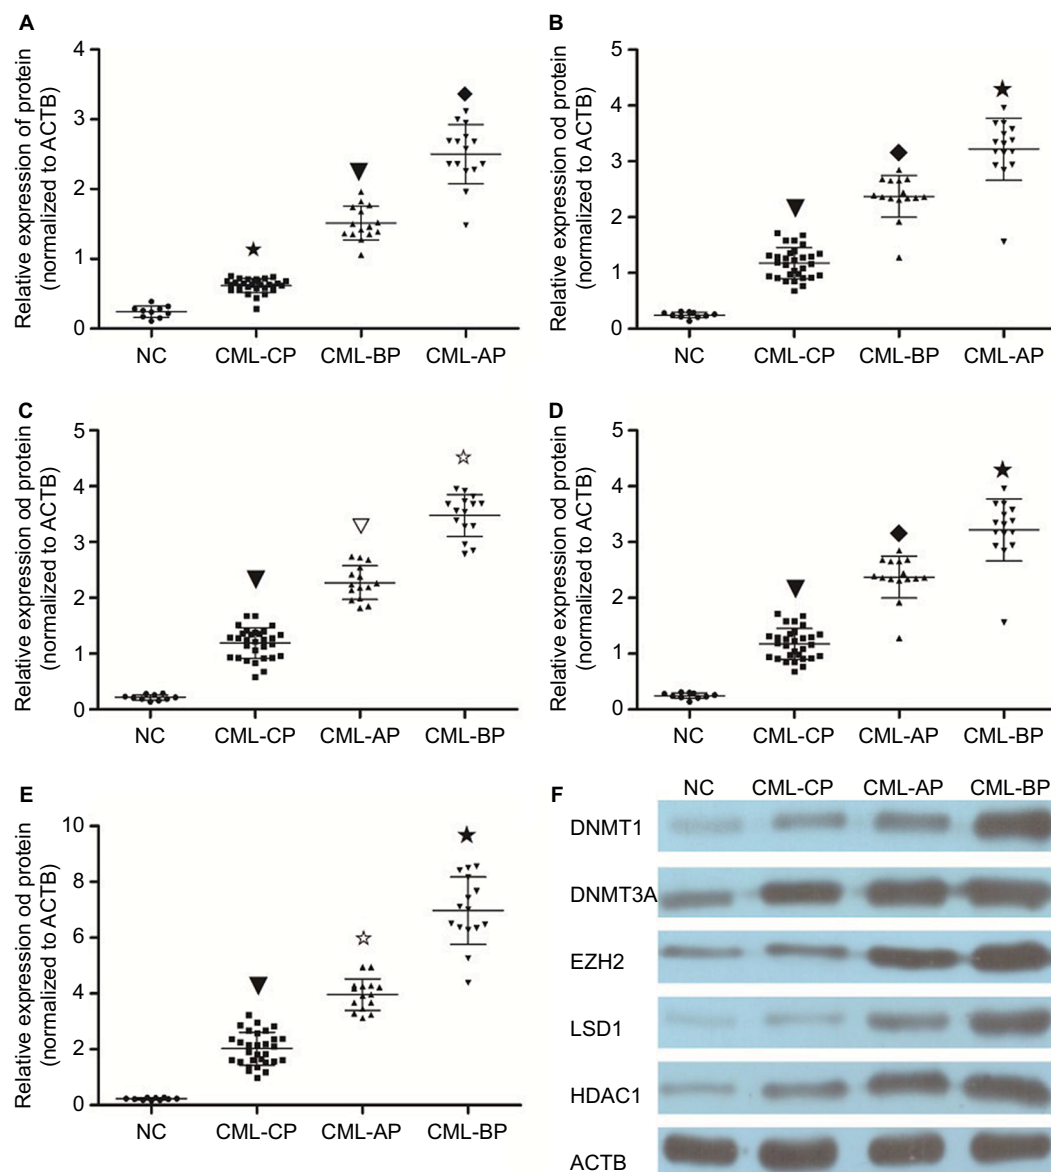 A
Relative expression of protein
(normalized to ACTB)
4
3
2
1
0
NC CML-CP CML-BP CML-AP
B
Relative expression od protein
(normalized to ACTB)
5
4
3
2
1
0
NC CML-CP CML-BP CML-AP
C
Relative expression od protein
(normalized to ACTB)
5
4
3
2
1
0
NC CML-CP CML-AP CML-BP
D
Relative expression od protein
(normalized to ACTB)
5
4
3
2
1
0
NC CML-CP CML-AP CML-BP
E
Relative expression od protein
(normalized to ACTB)
10
8
6
4
2
0
NC CML-CP CML-AP CML-BP
F
NC CML-CP CML-AP CML-BP
DNMT1
DNMT3A
EZH2
LSD1
HDAC1
ACTB